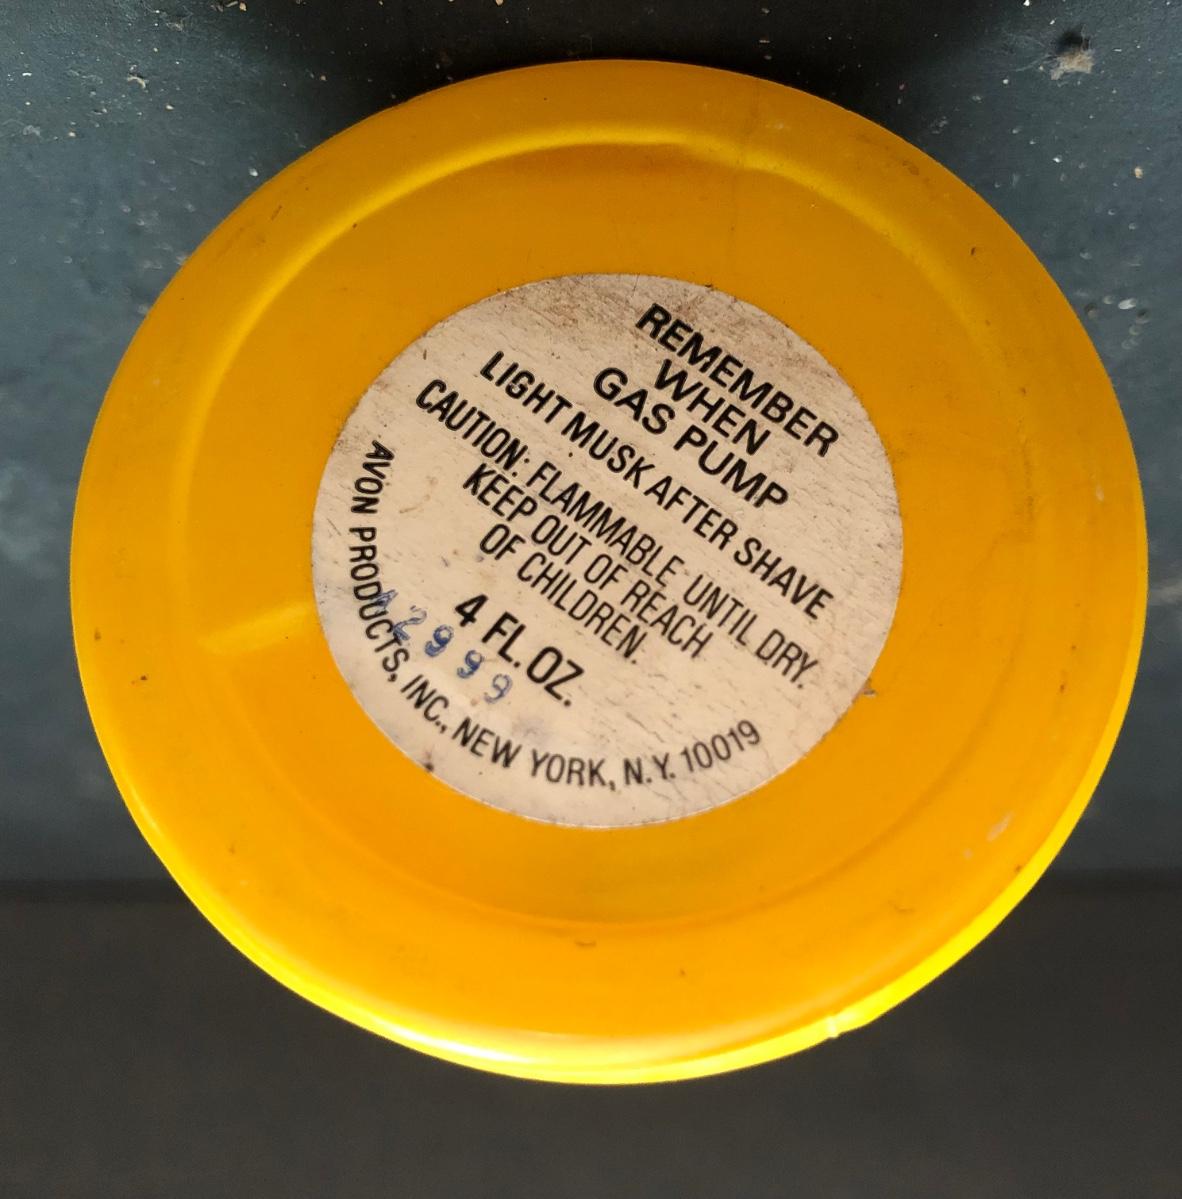 REMEMBER
WHEN
GAS PUMP
LIGHT MUSK AFTER SHAVE
CAUTION: FLAMMABLE UNTIL DRY.
KEEP OUT OF REACH
OF CHILDREN.
4 FL. OZ.
2999
AVON PRODUCTS, INC., NEW YORK, N.Y. 10019